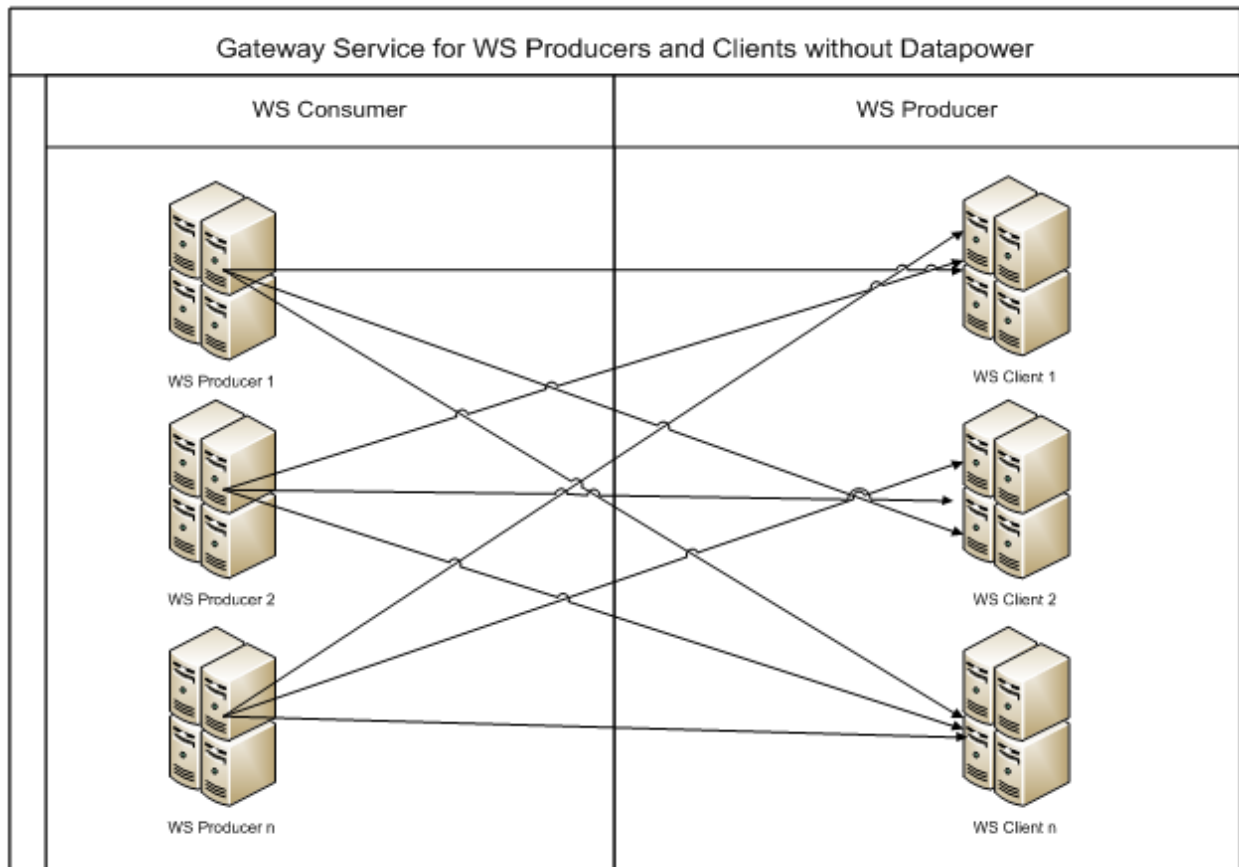 Gateway Service for WS Producers and Clients without Datapower
WS Consumer
WS Producer
WS Producer 1
WS Client 1
WS Producer 2
WS Client 2
WS Producer n
WS Client n